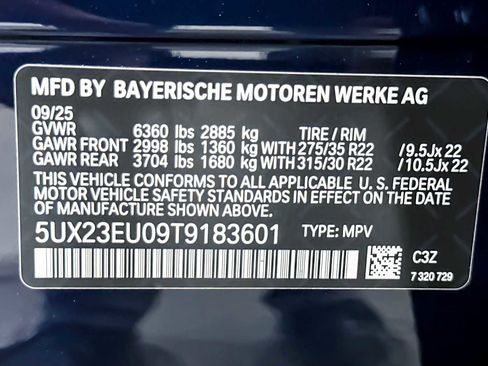 MFD BY BAYERISCHE MOTOREN WERKE AG
09/25
GVWR 6360 lbs 2885 kg TIRE / RIM
GAWR FRONT 2998 lbs 1360 kg WITH 275/35 R22 /9.5Jx22
GAWR REAR 3704 lbs 1680 kg WITH 315/30 R22 /10.5Jx22
THIS VEHICLE CONFORMS TO ALL APPLICABLE U. S. FEDERAL
MOTOR VEHICLE SAFETY STANDARDS IN EFFECT ON THE
DATE OF MANUFACTURE SHOWN ABOVE.
5UX23EU09T9183601 TYPE: MPV
C3Z
7 320 729